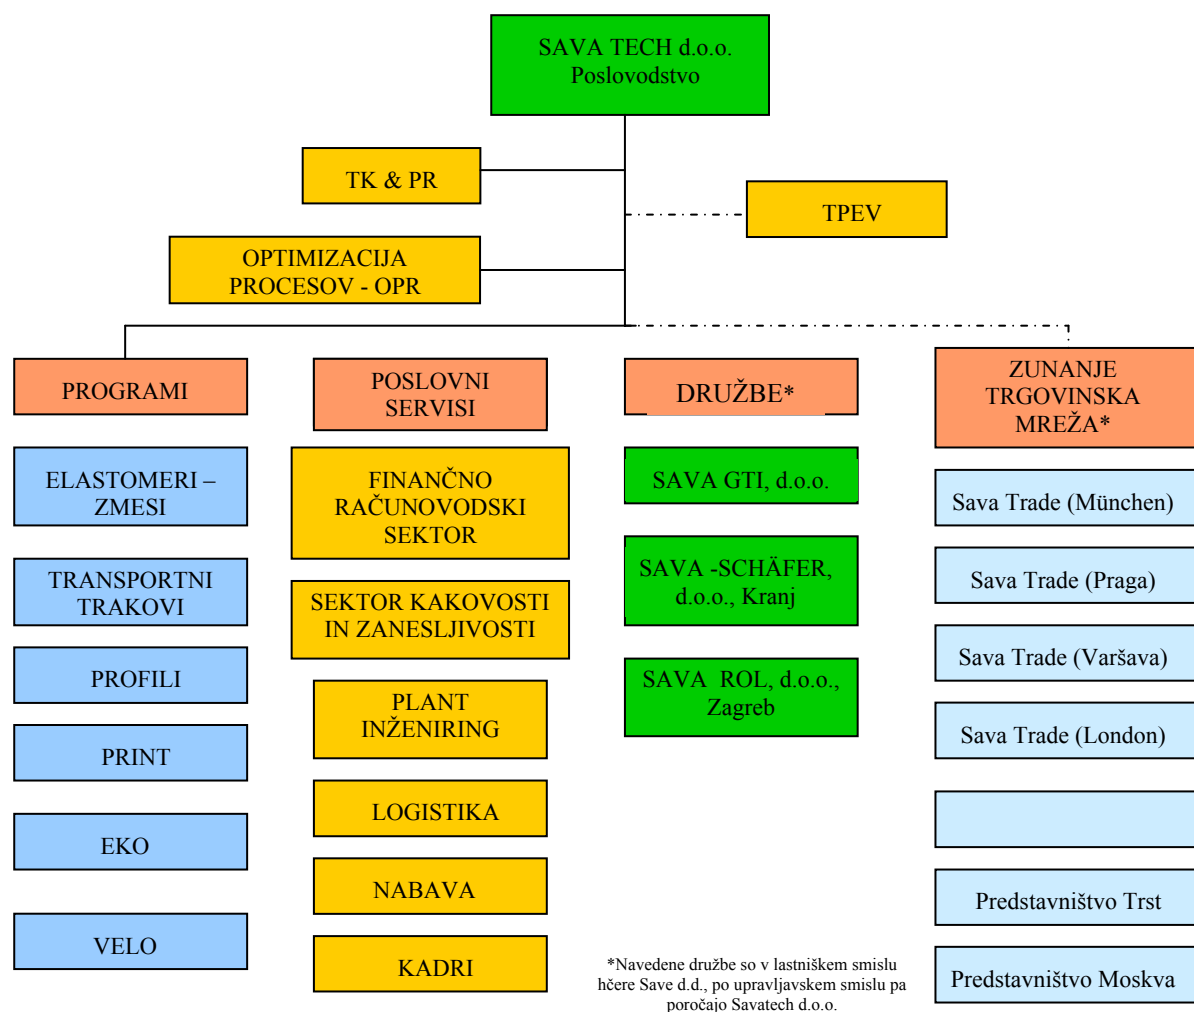 SAVA TECH d.o.o.
Poslovodstvo
TK & PR
TPEV
OPTIMIZACIJA
PROCESOV - OPR
PROGRAMI
ELASTOMERI –
ZMESI
TRANSPORTNI
TRAKOVI
PROFILI
PRINT
EKO
VELO
POSLOVNI
SERVISI
FINANČNO
RAČUNOVODSKI
SEKTOR
SEKTOR KAKOVOSTI
IN ZANESLJIVOSTI
PLANT
INŽENIRING
LOGISTIKA
NABAVA
KADRI
DRUŽBE*
SAVA GTI, d.o.o.
SAVA -SCHÄFER,
d.o.o., Kranj
SAVA ROL, d.o.o.,
Zagreb
ZUNANJE
TRGOVINSKA
MREŽA*
Sava Trade (München)
Sava Trade (Praga)
Sava Trade (Varšava)
Sava Trade (London)
Predstavništvo Trst
Predstavništvo Moskva
*Navedene družbe so v lastniškem smislu
hčere Save d.d., po upravljavskem smislu pa
poročajo Savatech d.o.o.